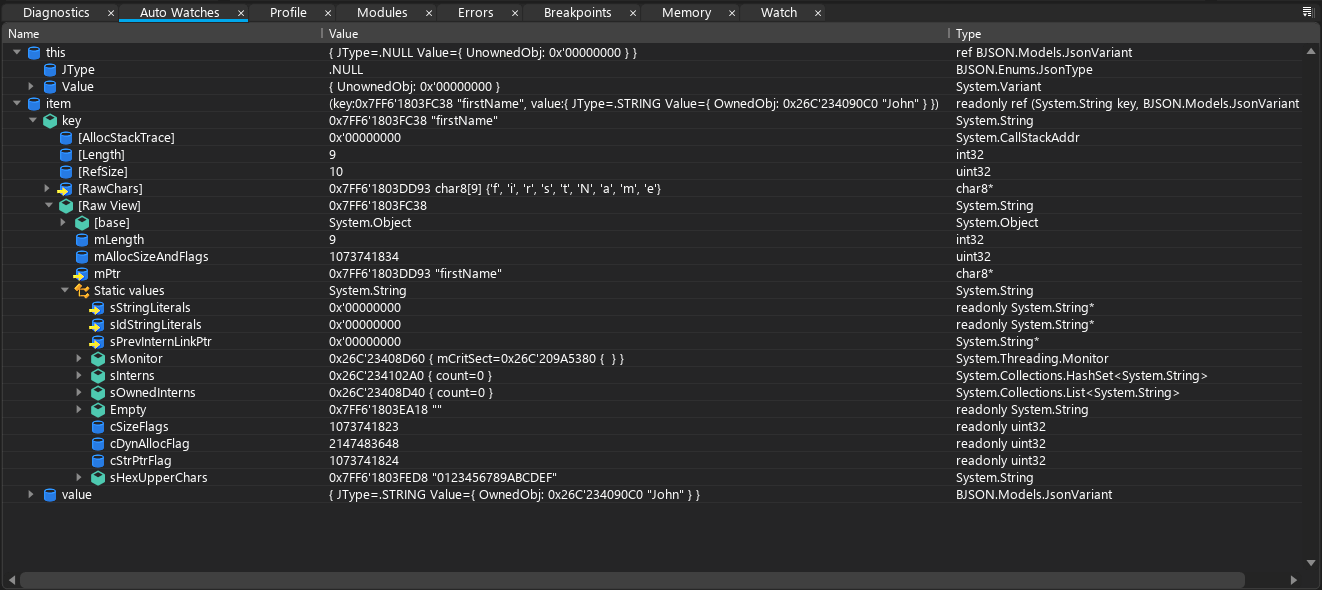 Diagnostics × Auto Watches × Profile × Modules × Errors × Breakpoints × Memory × Watch ×
Name Value Type
this { JType=.NULL Value={ UnownedObj: 0x'00000000 } } ref BJSON.Models.JsonVariant
JType .NULL BJSON.Enums.JsonType
Value { UnownedObj: 0x'00000000 } System.Variant
item (key:0x7FF6'1803FC38 "firstName", value:{ JType=.STRING Value={ OwnedObj: 0x26C'234090C0 "John" } }) readonly ref (System.String key, BJSON.Models.JsonVariant
key 0x7FF6'1803FC38 "firstName" System.String
[AllocStackTrace] 0x'00000000 System.CallStackAddr
[Length] 9 int32
[RefSize] 10 uint32
[RawChars] 0x7FF6'1803DD93 char8[9] {'f', 'i', 'r', 's', 't', 'N', 'a', 'm', 'e'} char8*
[Raw View] 0x7FF6'1803FC38 System.String
[base] System.Object System.Object
mLength 9 int32
mAllocSizeAndFlags 1073741834 uint32
mPtr 0x7FF6'1803DD93 "firstName" char8*
Static values System.String System.String
sStringLiterals 0x'00000000 readonly System.String*
sIdStringLiterals 0x'00000000 readonly System.String*
sPrevInternLinkPtr 0x'00000000 System.String*
sMonitor 0x26C'23408D60 { mCritSect=0x26C'209A5380 { } } System.Threading.Monitor
sInterns 0x26C'234102A0 { count=0 } System.Collections.HashSet<System.String>
sOwnedInterns 0x26C'23408D40 { count=0 } System.Collections.List<System.String>
Empty 0x7FF6'1803EA18 "" readonly System.String
cSizeFlags 1073741823 readonly uint32
cDynAllocFlag 2147483648 readonly uint32
cStrPtrFlag 1073741824 readonly uint32
sHexUpperChars 0x7FF6'1803FED8 "0123456789ABCDEF" System.String
value { JType=.STRING Value={ OwnedObj: 0x26C'234090C0 "John" } } BJSON.Models.JsonVariant